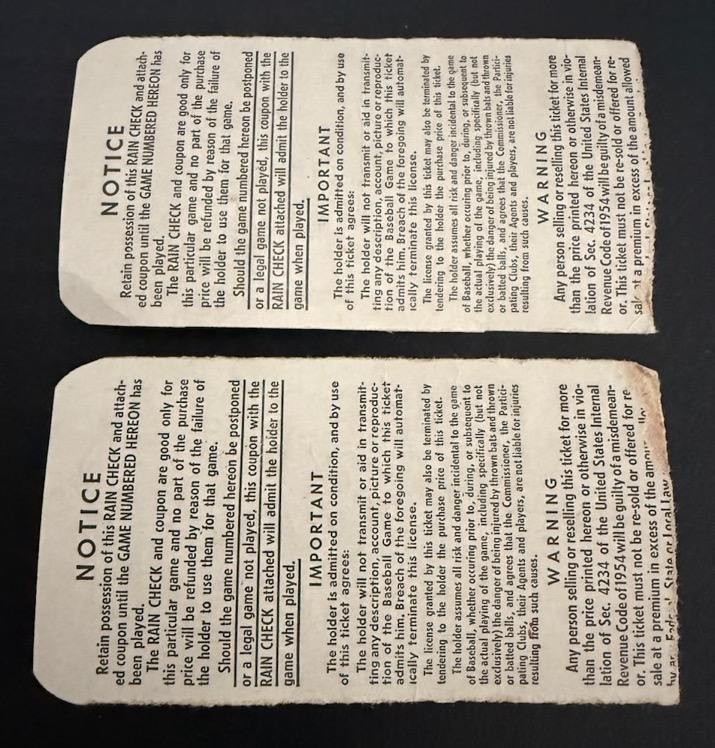 NOTICE
Retain possession of this RAIN CHECK and attach-
ed coupon until the GAME NUMBERED HEREON has
been played.
The RAIN CHECK and coupon are good only for
this particular game and no part of the purchase
price will be refunded by reason of the failure of
the holder to use them for that game.
Should the game numbered hereon be postponed
or a legal game not played, this coupon with the
RAIN CHECK attached will admit the holder to the
game when played.
IMPORTANT
The holder is admitted on condition, and by use
of this ticket agrees:
The holder will not transmit or aid in transmit-
ting any description, account, picture or reproduc-
tion of the Baseball Game to which this ticket
admits him. Breach of the foregoing will automat-
ically terminate this license.
The license granted by this ticket may also be terminated by
tendering to the holder the purchase price of this ticket.
The holder assumes all risk and danger incidental to the game
of Baseball, whether occuring prior to, during, or subsequent to
the actual playing of the game, including specifically (but not
exclusively) the danger of being injured by thrown bats and thrown
or batted balls, and agrees that the Commissioner, the Partici-
pating Clubs, their Agents and players, are not liable for injuries
resulting from such causes.
WARNING
Any person selling or reselling this ticket for more
than the price printed hereon or otherwise in vio-
lation of Sec. 4234 of the United States Internal
Revenue Code of 1954 will be guilty of a misdemean-
or. This ticket must not be re-sold or offered for re-
sale at a premium in excess of the amount allowed
NOTICE
Retain possession of this RAIN CHECK and attach-
ed coupon until the GAME NUMBERED HEREON has
been played.
The RAIN CHECK and coupon are good only for
this particular game and no part of the purchase
price will be refunded by reason of the failure of
the holder to use them for that game.
Should the game numbered hereon be postponed
or a legal game not played, this coupon with the
RAIN CHECK attached will admit the holder to the
game when played.
IMPORTANT
The holder is admitted on condition, and by use
of this ticket agrees:
The holder will not transmit or aid in transmit-
ting any description, account, picture or reproduc-
tion of the Baseball Game to which this ticket
admits him. Breach of the foregoing will automat-
ically terminate this license.
The license granted by this ticket may also be terminated by
tendering to the holder the purchase price of this ticket.
The holder assumes all risk and danger incidental to the game
of Baseball, whether occuring prior to, during, or subsequent to
the actual playing of the game, including specifically (but not
exclusively) the danger of being injured by thrown bats and thrown
or batted balls, and agrees that the Commissioner, the Partici-
pating Clubs, their Agents and players, are not liable for injuries
resulting from such causes.
WARNING
Any person selling or reselling this ticket for more
than the price printed hereon or otherwise in vio-
lation of Sec. 4234 of the United States Internal
Revenue Code of 1954 will be guilty of a misdemean-
or. This ticket must not be re-sold or offered for re
sale at a premium in excess of the
by any Federal, State or Local law